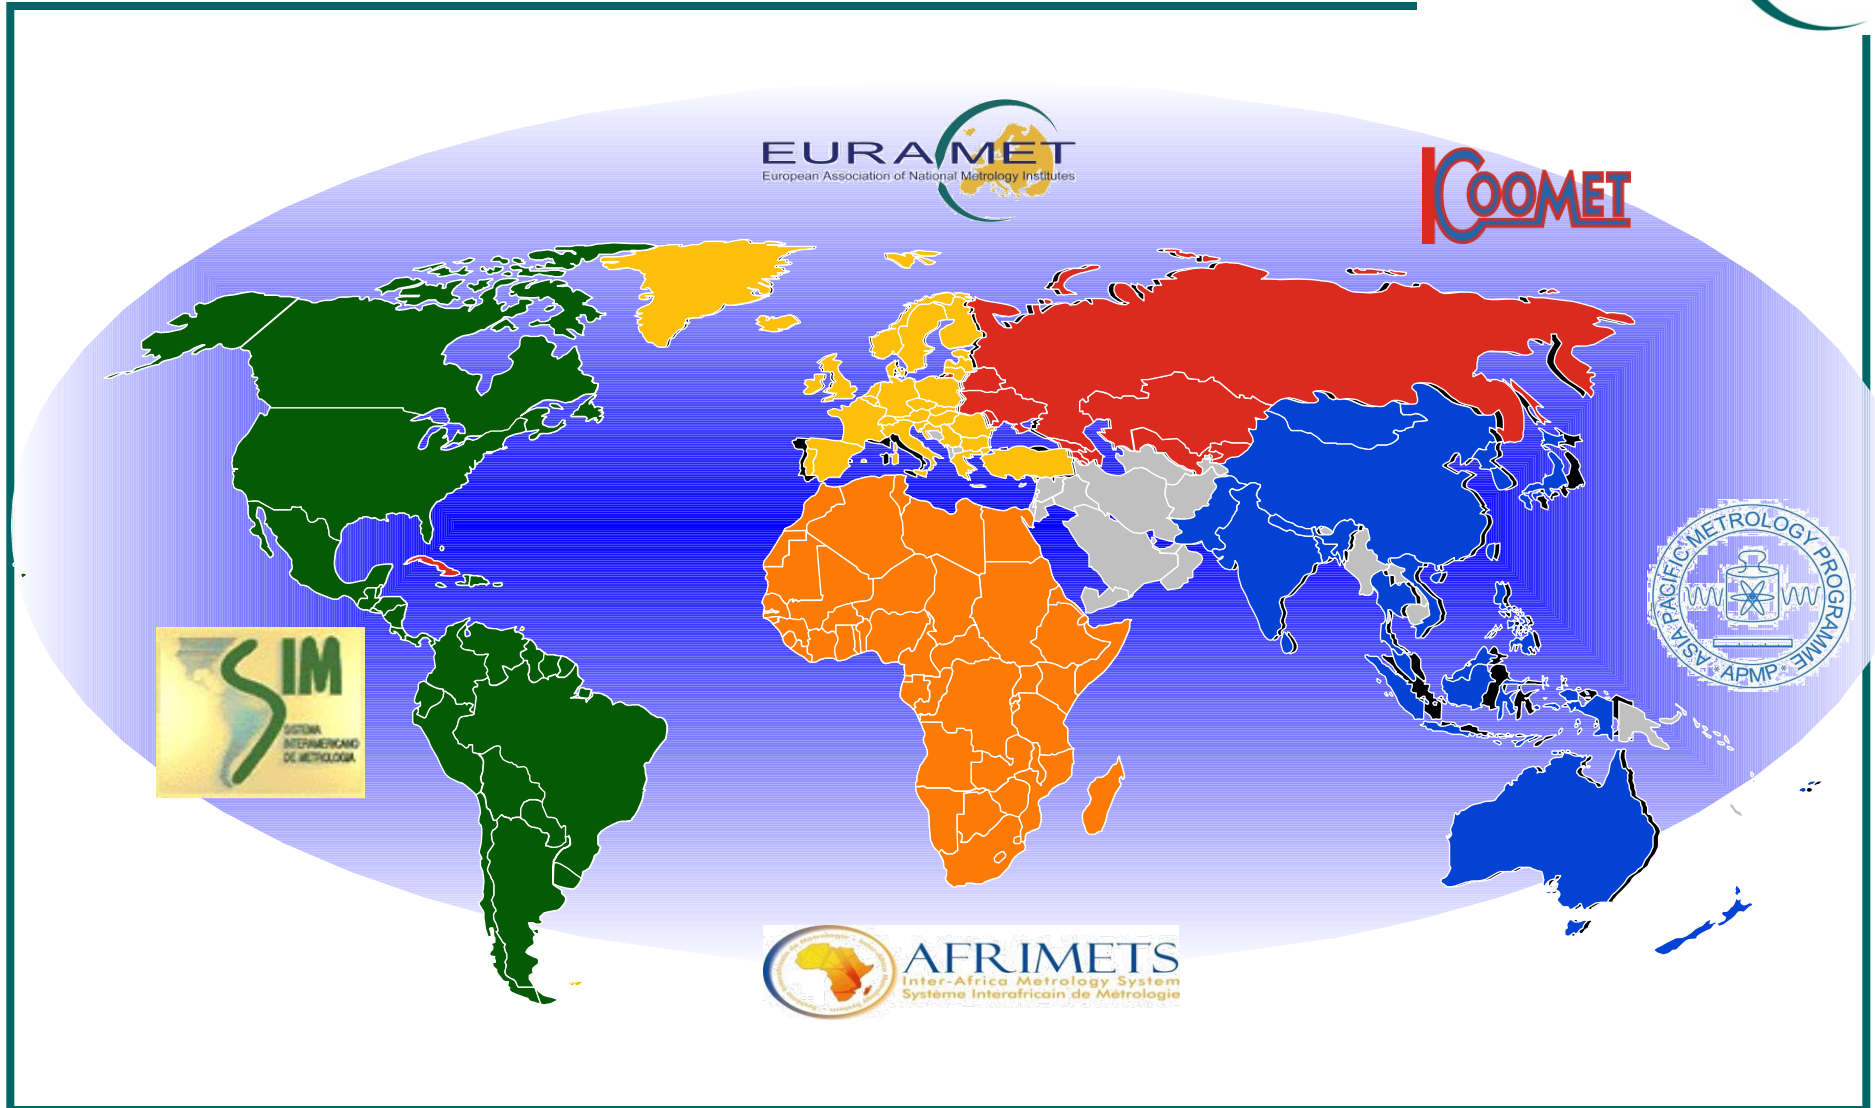 EURAMET
European Association of National Metrology Institutes
COOMET
SIM
SISTEMA
INTERAMERICANO
DE METROLOGIA
ASIA PACIFIC METROLOGY PROGRAMME
*APMP*
AFRIMETS
Inter-Africa Metrology System
Système Interafricain de Métrologie